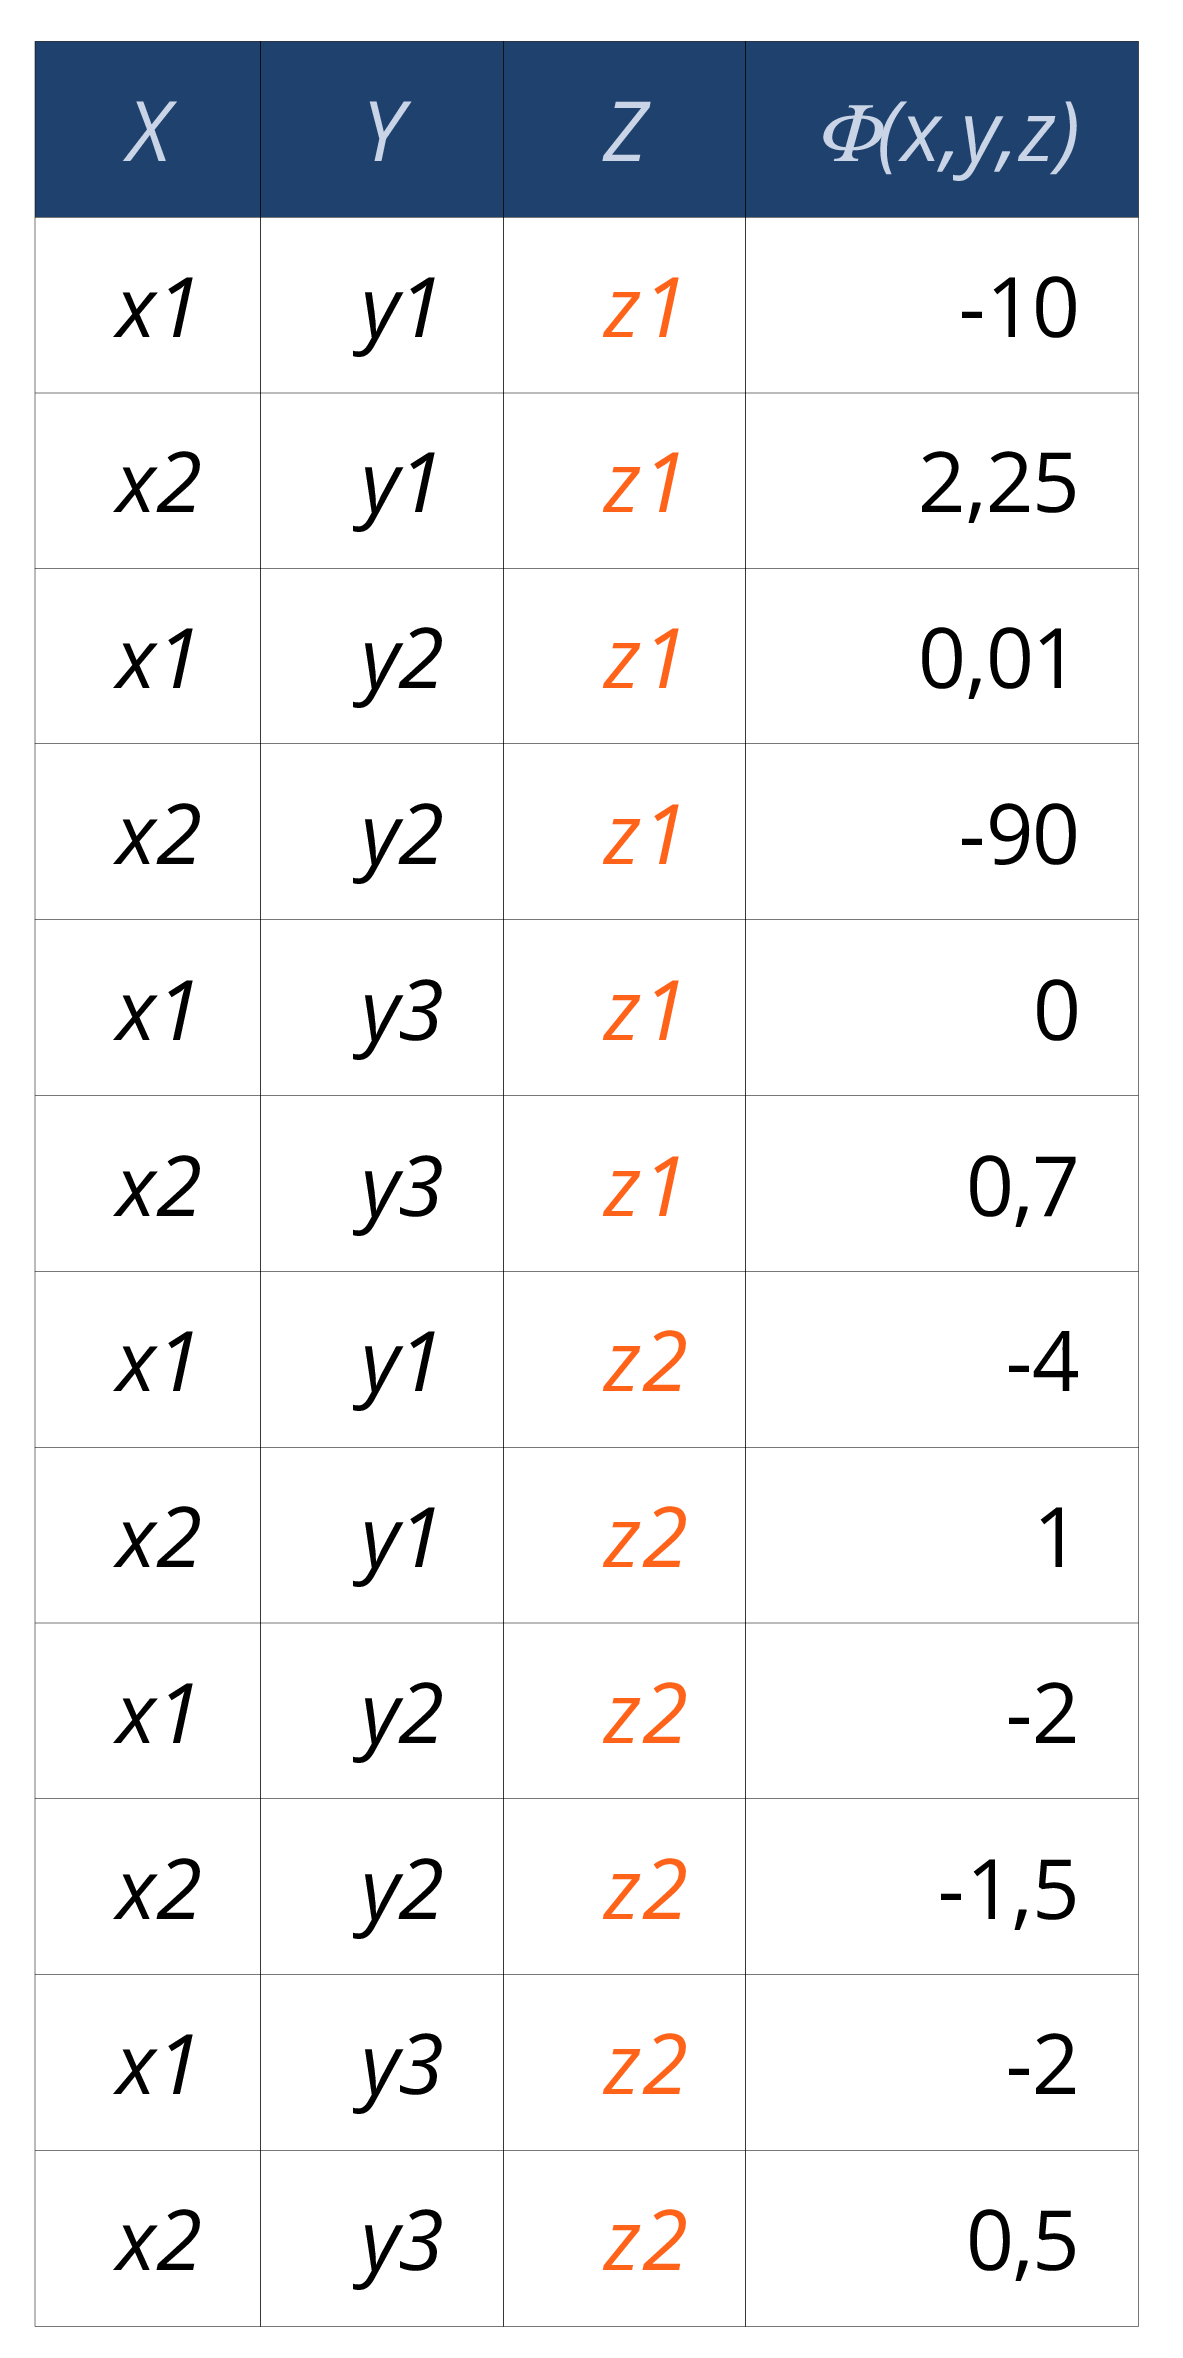 X Y Z Φ(x,y,z)
x1 y1 z1 -10
x2 y1 z1 2,25
x1 y2 z1 0,01
x2 y2 z1 -90
x1 y3 z1 0
x2 y3 z1 0,7
x1 y1 z2 -4
x2 y1 z2 1
x1 y2 z2 -2
x2 y2 z2 -1,5
x1 y3 z2 -2
x2 y3 z2 0,5